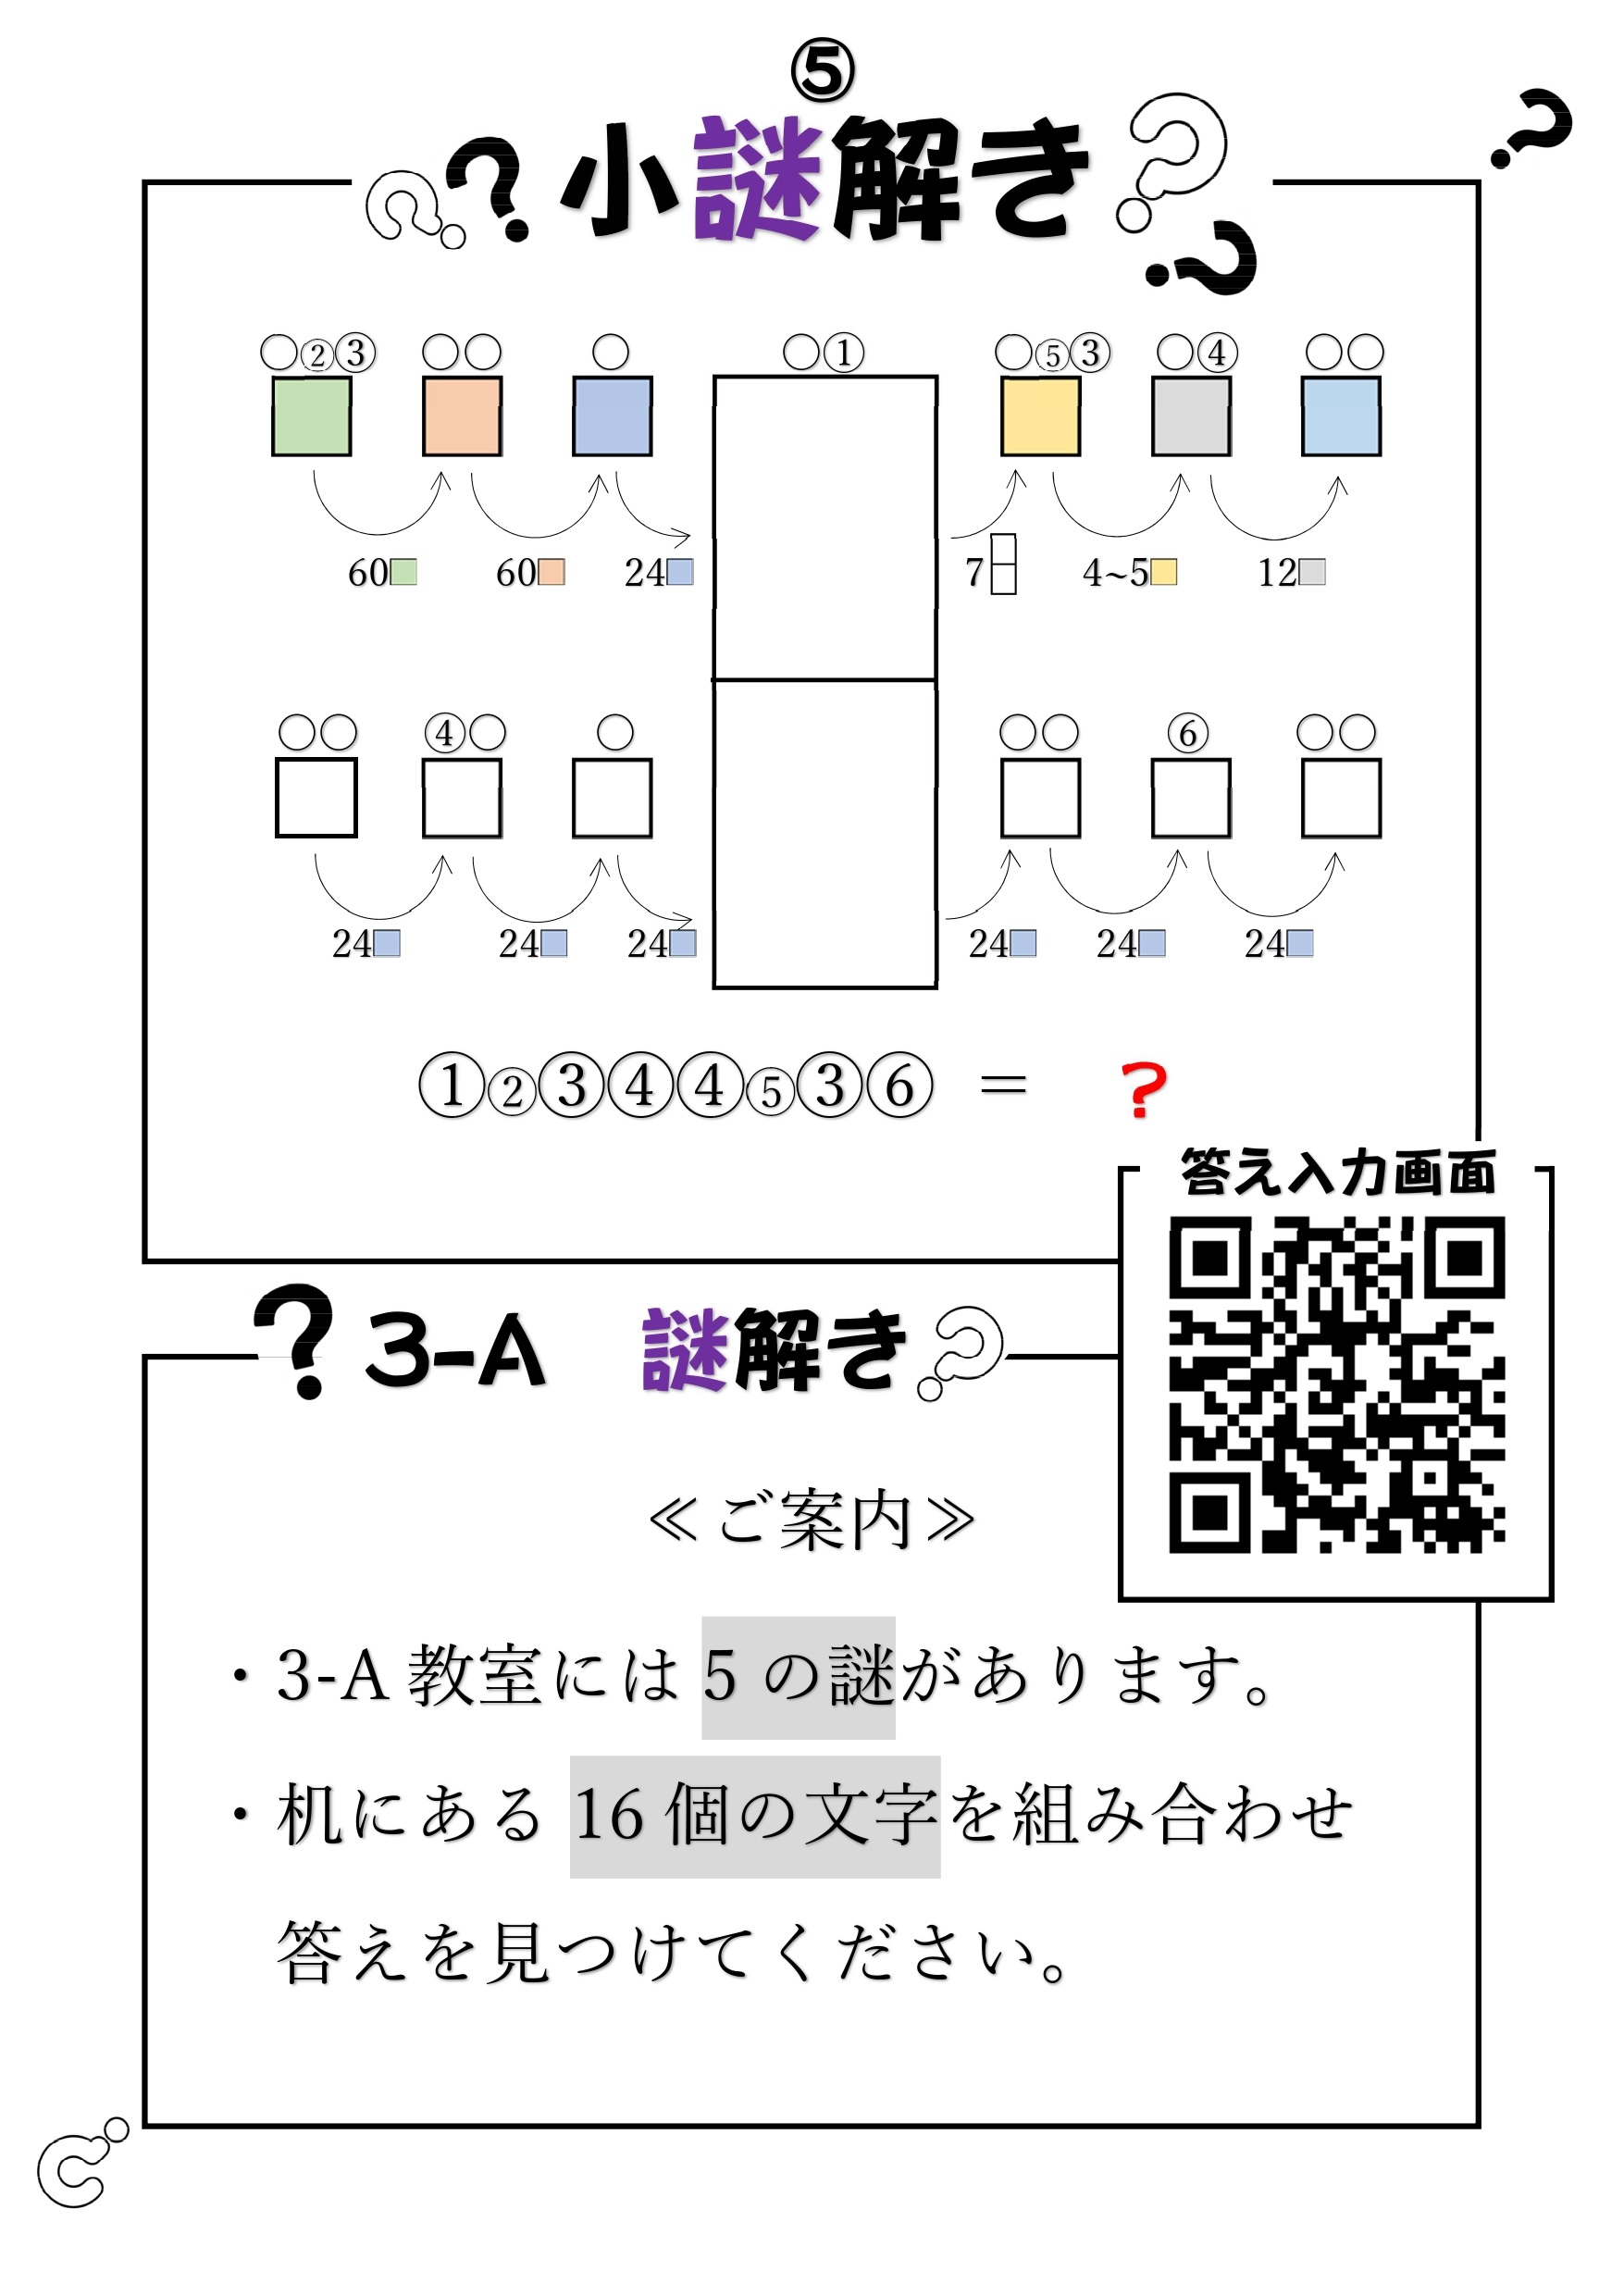 ⑤
小謎解き
○②③ ○○ ○ ○① ○⑤③ ○④ ○○
60 60 24 7 4~5 12
○○ ④○ ○ ○○ ⑥ ○○
24 24 24 24 24 24
①②③④④⑤③⑥ = ?
答え入力画面
3-A 謎解き
≪ご案内≫
・3-A 教室には 5 の謎があります。
・机にある 16 個の文字を組み合わせ
答えを見つけてください。